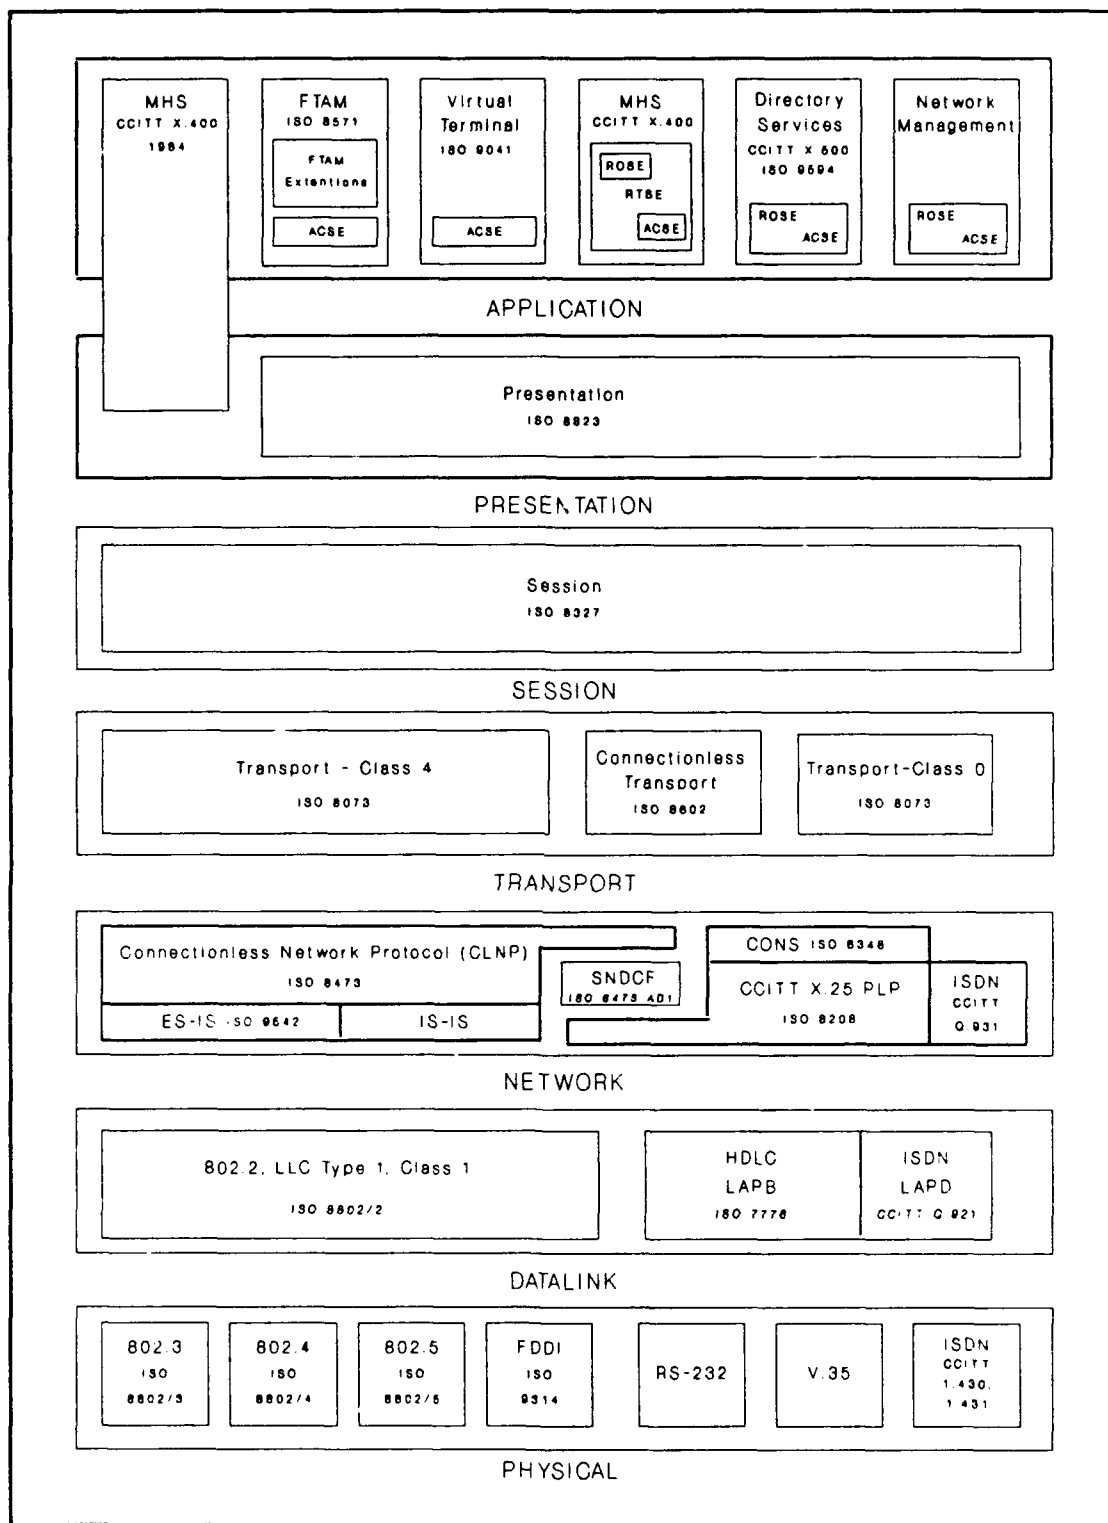 MHS
CCITT X.400
1984
FTAM
ISO 8571
FTAM
Extentions
ACSE
Virtual
Terminal
ISO 9041
ACSE
MHS
CCITT X.400
ROSE
RTSE
ACSE
Directory
Services
CCITT X 500
ISO 9594
ROSE
ACSE
Network
Management
ROSE
ACSE
APPLICATION
Presentation
ISO 8823
PRESENTATION
Session
ISO 8327
SESSION
Transport - Class 4
ISO 8073
Connectionless
Transport
ISO 8602
Transport-Class 0
ISO 8073
TRANSPORT
Connectionless Network Protocol (CLNP)
ISO 8473
ES-IS ISO 9542
IS-IS
SNDCF
ISO 8473 AD1
CONS ISO 8348
CCITT X.25 PLP
ISO 8208
ISDN
CCITT
Q.931
NETWORK
802.2, LLC Type 1, Class 1
ISO 8802/2
HDLC
LAPB
ISO 7776
ISDN
LAPD
CCITT Q 921
DATALINK
802.3
ISO
8802/3
802.4
ISO
8802/4
802.5
ISO
8802/5
FDDI
ISO
9314
RS-232
V.35
ISDN
CCITT
1.430,
1 431
PHYSICAL